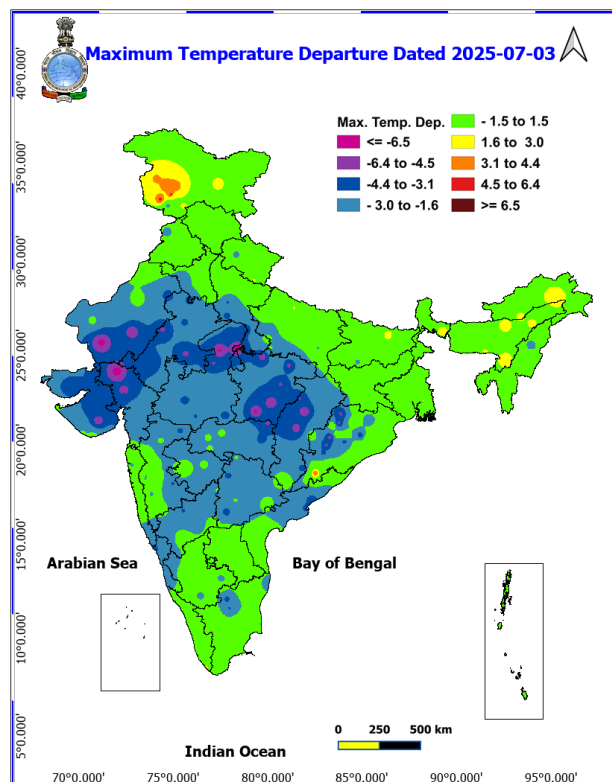 Maximum Temperature Departure Dated 2025-07-03
Max. Temp. Dep.
<= -6.5
-6.4 to -4.5
-4.4 to -3.1
- 3.0 to -1.6
- 1.5 to 1.5
1.6 to 3.0
3.1 to 4.4
4.5 to 6.4
>= 6.5
40°0.000'
35°0.000'
30°0.000'
25°0.000'
20°0.000'
15°0.000'
10°0.000'
5°0.000'
Arabian Sea
Bay of Bengal
Indian Ocean
0 250 500 km
70°0.000' 75°0.000' 80°0.000' 85°0.000' 90°0.000' 95°0.000'